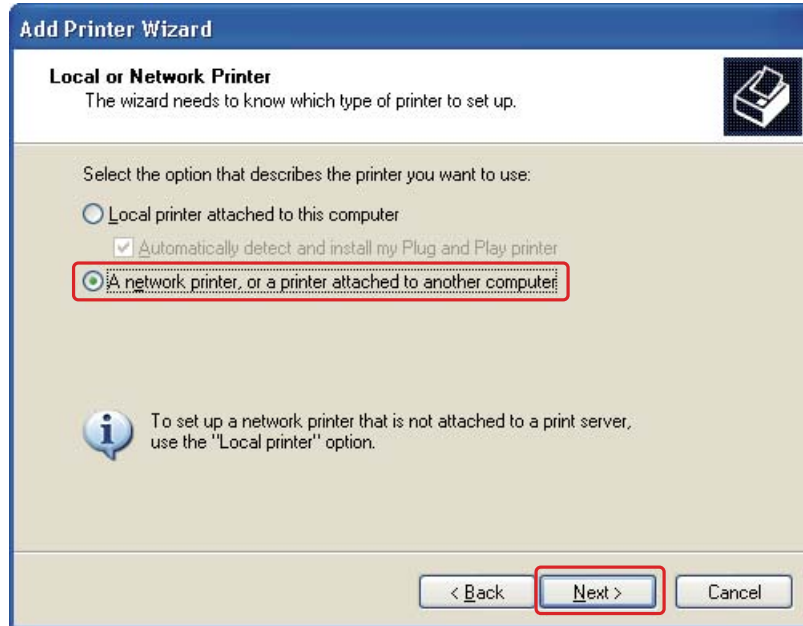 Add Printer Wizard
Local or Network Printer
The wizard needs to know which type of printer to set up.
Select the option that describes the printer you want to use:
Local printer attached to this computer
Automatically detect and install my Plug and Play printer
A network printer, or a printer attached to another computer
To set up a network printer that is not attached to a print server,
use the "Local printer" option.
< Back Next > Cancel